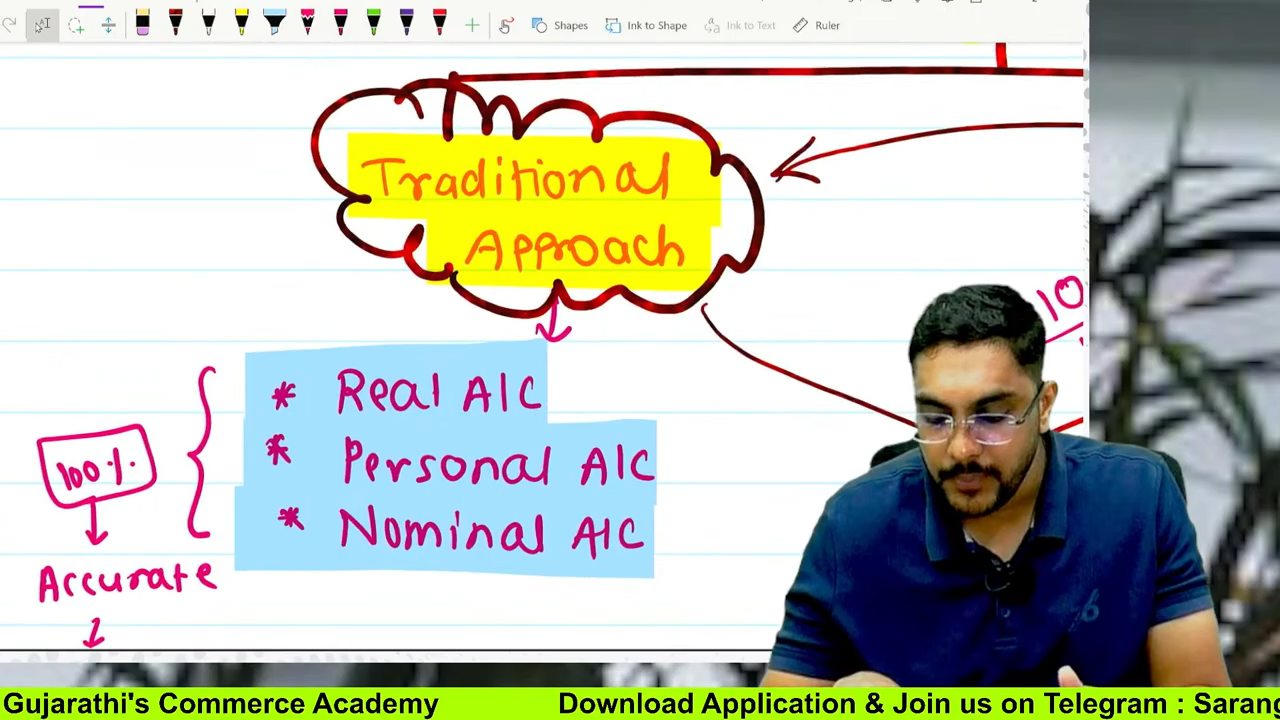 Shapes Ink to Shape Ink to Text Ruler
Traditional
Approach
10
* Real A/C
* Personal A/C
* Nominal A/C
100%
Accurate
Gujarathi's Commerce Academy Download Application & Join us on Telegram : Sarang